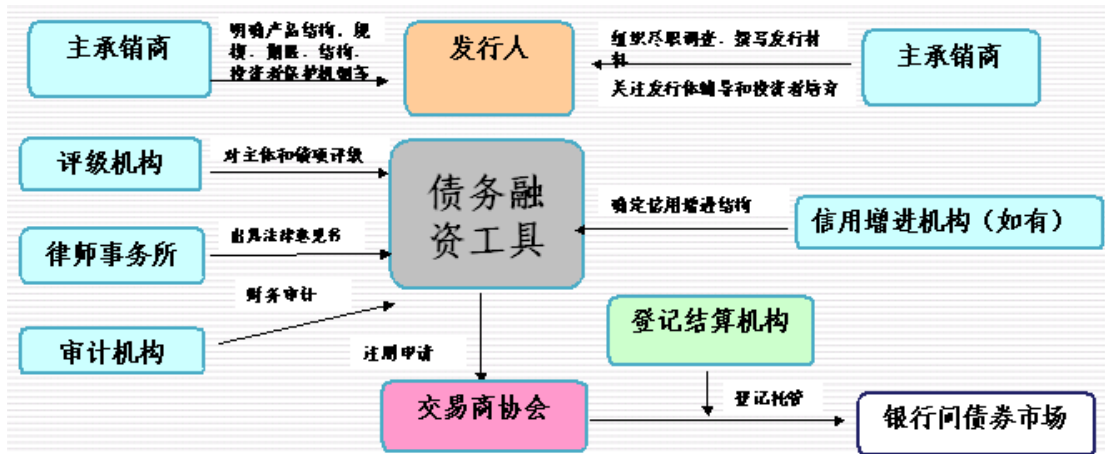 主承销商
明确产品结构、规
模、期限、结构、
投资者保护机制等
发行人
组织尽职调查、撰写发行材
料
关注发行体辅导和投资者培育
主承销商
评级机构
对主体和债项评级
债务融
资工具
确定信用增进结构
信用增进机构（如有）
律师事务所
出具法律意见书
财务审计
审计机构
注册申请
登记结算机构
交易商协会
登记托管
银行间债券市场